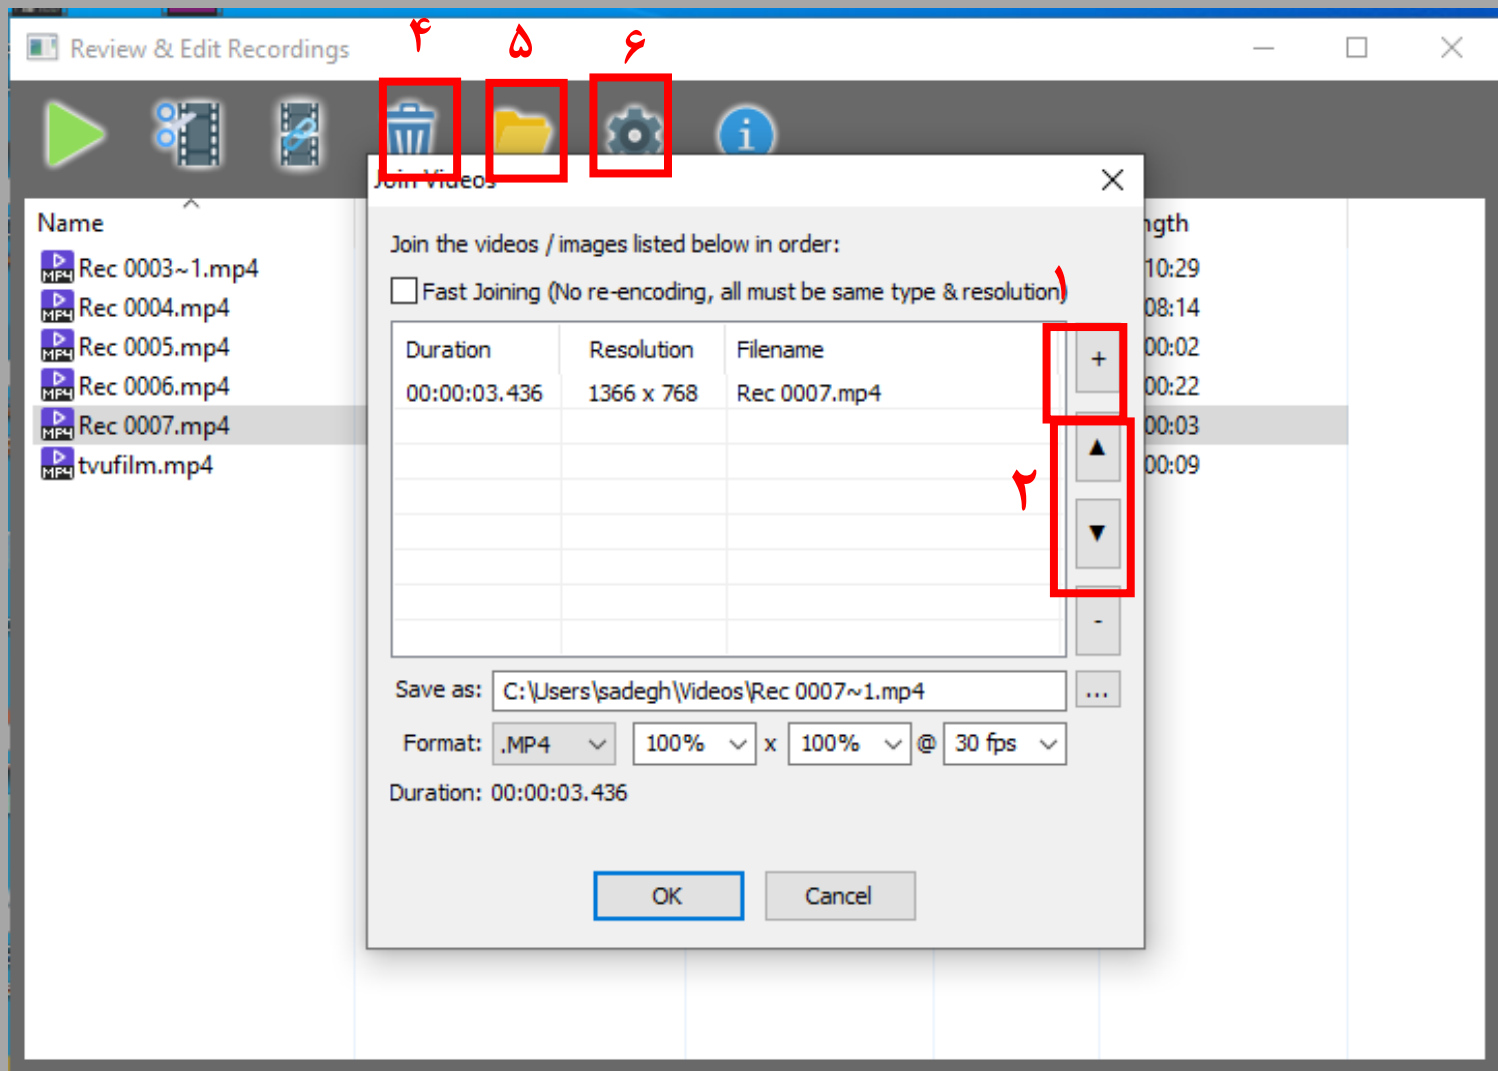 ۴ ۵ ۶
Review & Edit Recordings
Join Videos
Name
Rec 0003~1.mp4
Rec 0004.mp4
Rec 0005.mp4
Rec 0006.mp4
Rec 0007.mp4
tvufilm.mp4
Join the videos / images listed below in order:
Fast Joining (No re-encoding, all must be same type & resolution)
۱
Duration Resolution Filename
00:00:03.436 1366 x 768 Rec 0007.mp4
+
▲
۲
▼
-
Save as: C:\Users\sadegh\Videos\Rec 0007~1.mp4 ...
Format: .MP4 100% x 100% @ 30 fps
Duration: 00:00:03.436
OK Cancel
10:29
08:14
00:02
00:22
00:03
00:09